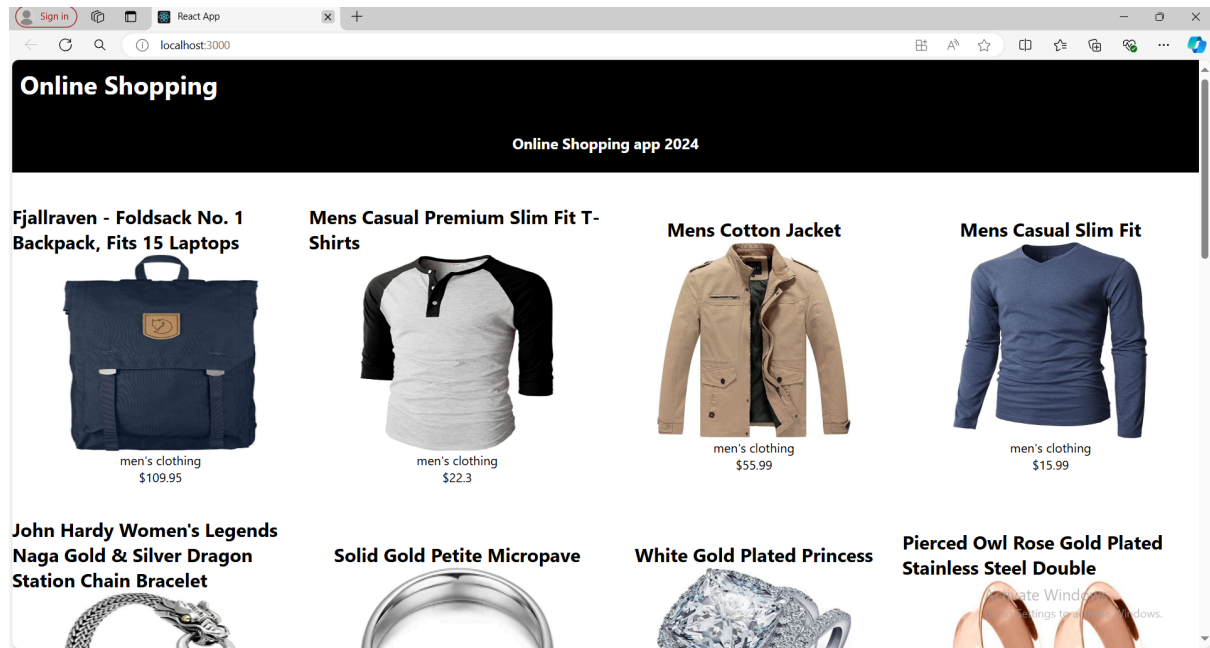 Sign in
React App
localhost:3000
Online Shopping
Online Shopping app 2024
Fjallraven - Foldsack No. 1
Backpack, Fits 15 Laptops
men's clothing
$109.95
Mens Casual Premium Slim Fit T-
Shirts
men's clothing
$22.3
Mens Cotton Jacket
men's clothing
$55.99
Mens Casual Slim Fit
men's clothing
$15.99
John Hardy Women's Legends
Naga Gold & Silver Dragon
Station Chain Bracelet
Solid Gold Petite Micropave
White Gold Plated Princess
Pierced Owl Rose Gold Plated
Stainless Steel Double
Activate Windows
Settings to